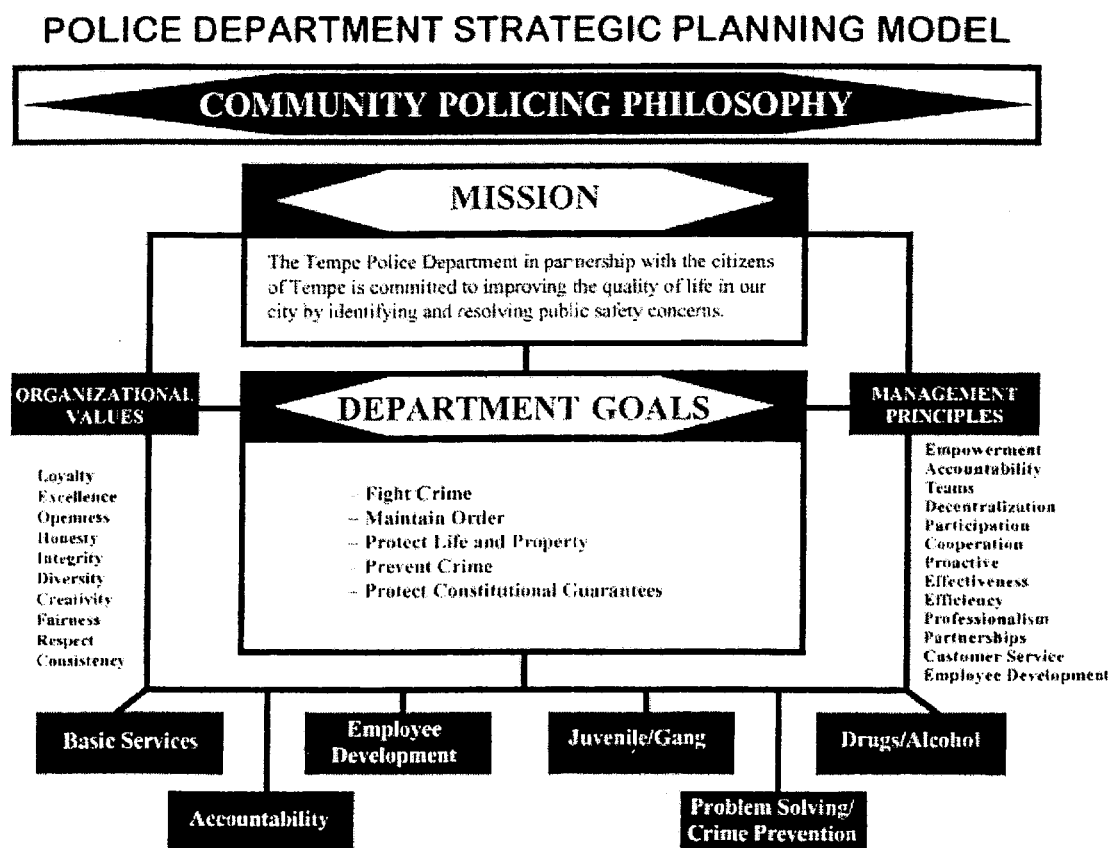 POLICE DEPARTMENT STRATEGIC PLANNING MODEL
COMMUNITY POLICING PHILOSOPHY
MISSION
The Tempe Police Department in partnership with the citizens
of Tempe is committed to improving the quality of life in our
city by identifying and resolving public safety concerns.
ORGANIZATIONAL
VALUES
Loyalty
Excellence
Openness
Honesty
Integrity
Diversity
Creativity
Fairness
Respect
Consistency
DEPARTMENT GOALS
– Fight Crime
– Maintain Order
– Protect Life and Property
– Prevent Crime
– Protect Constitutional Guarantees
MANAGEMENT
PRINCIPLES
Empowerment
Accountability
Teams
Decentralization
Participation
Cooperation
Proactive
Effectiveness
Efficiency
Professionalism
Partnerships
Customer Service
Employee Development
Basic Services
Accountability
Employee
Development
Juvenile/Gang
Problem Solving/
Crime Prevention
Drugs/Alcohol